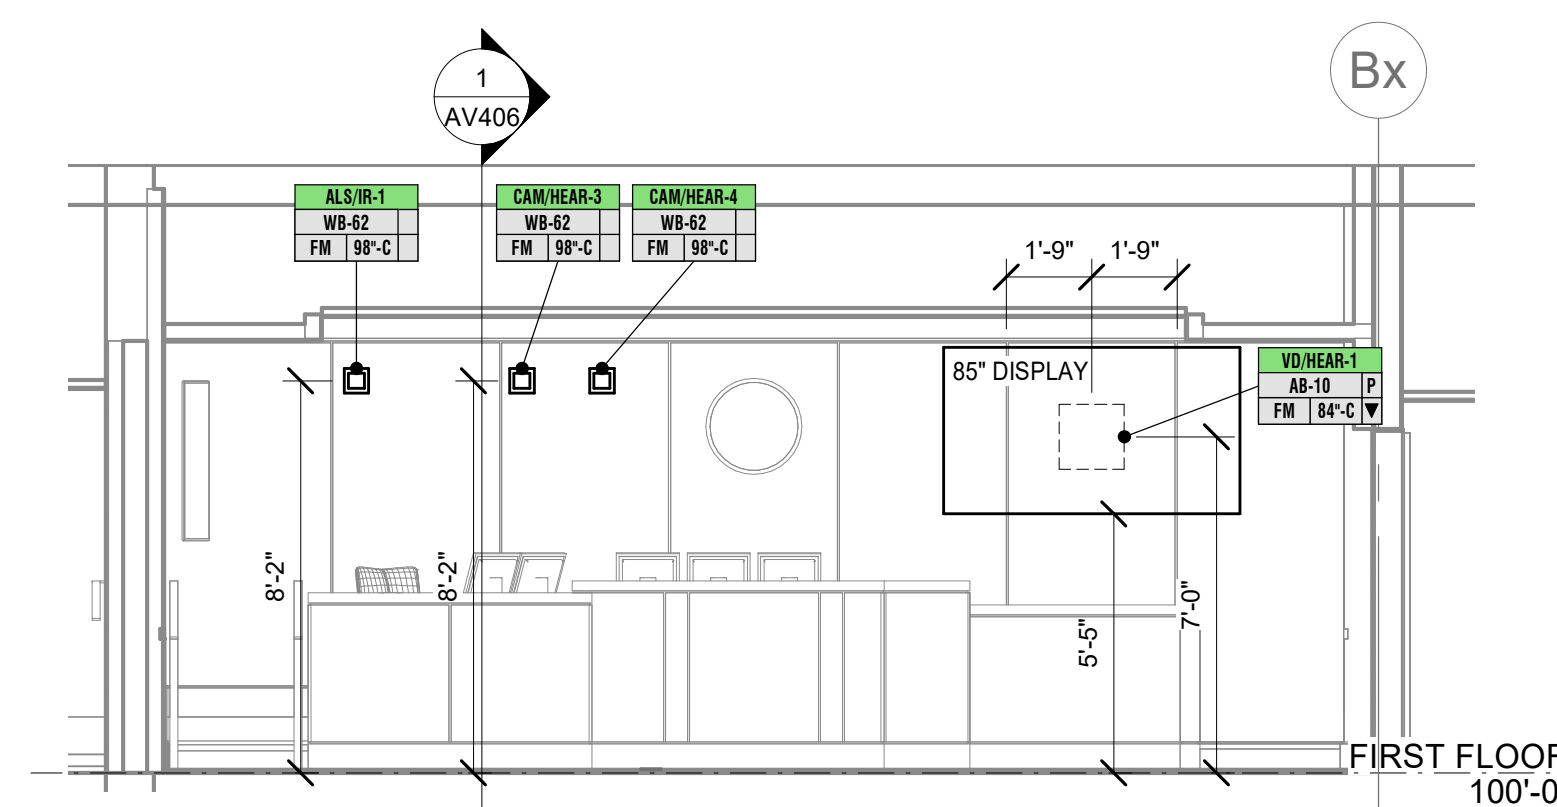 1
AV406
Bx
ALS/IR-1
WB-62
FM 98"-C
CAM/HEAR-3
WB-62
FM 98"-C
CAM/HEAR-4
WB-62
FM 98"-C
1'-9" 1'-9"
85" DISPLAY
VD/HEAR-1
AB-10 P
FM 84"-C ▼
8'-2"
8'-2"
5'-5"
7'-0"
FIRST FLOOR
100'-0